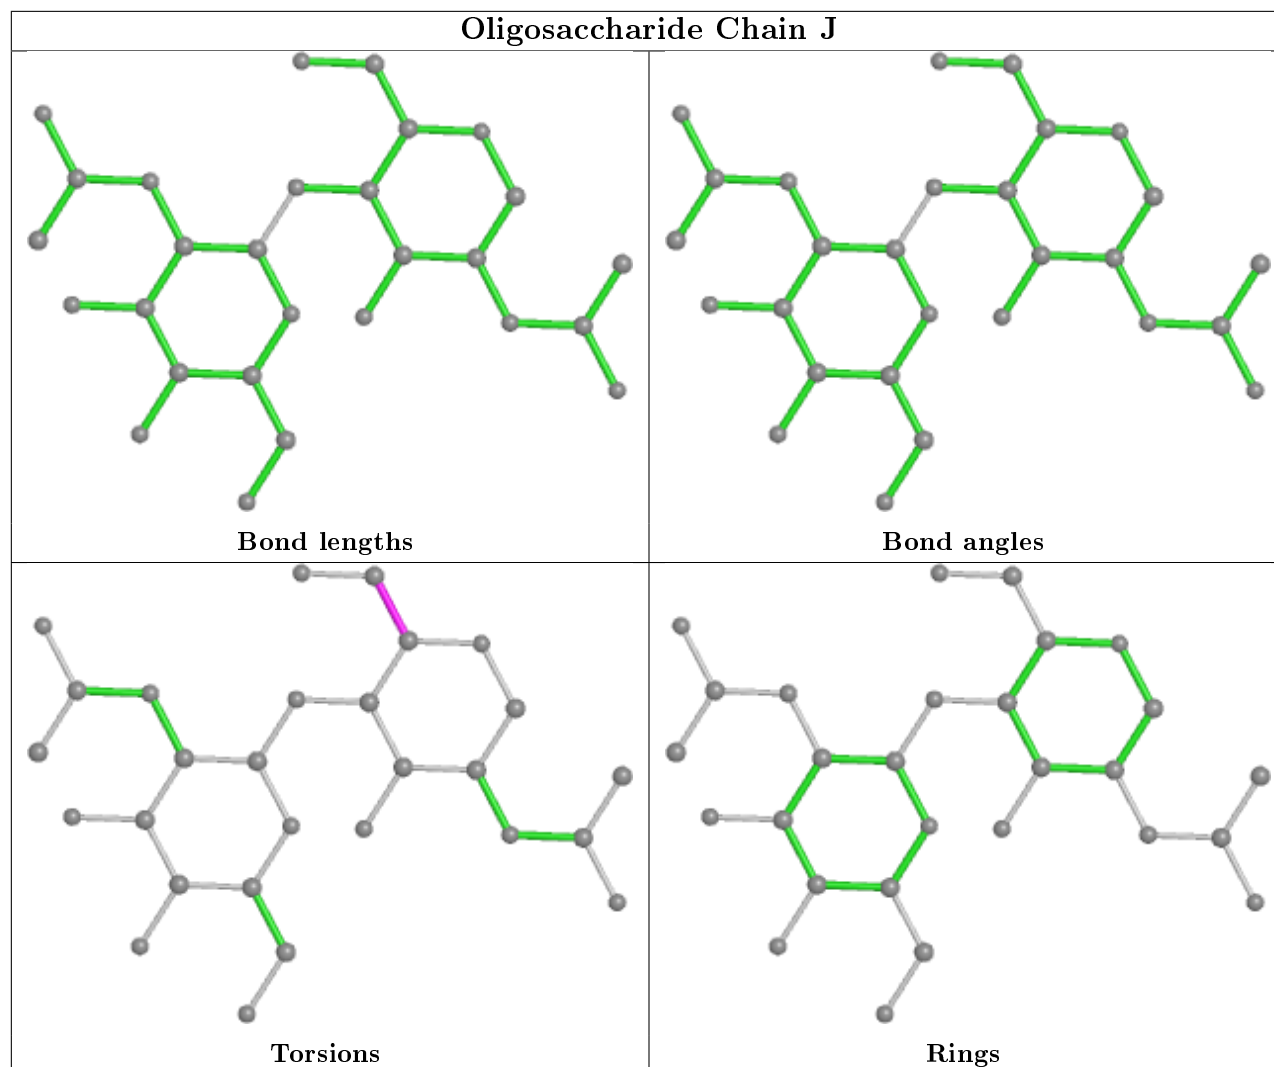 Oligosaccharide Chain J
Bond lengths
Bond angles
Torsions
Rings